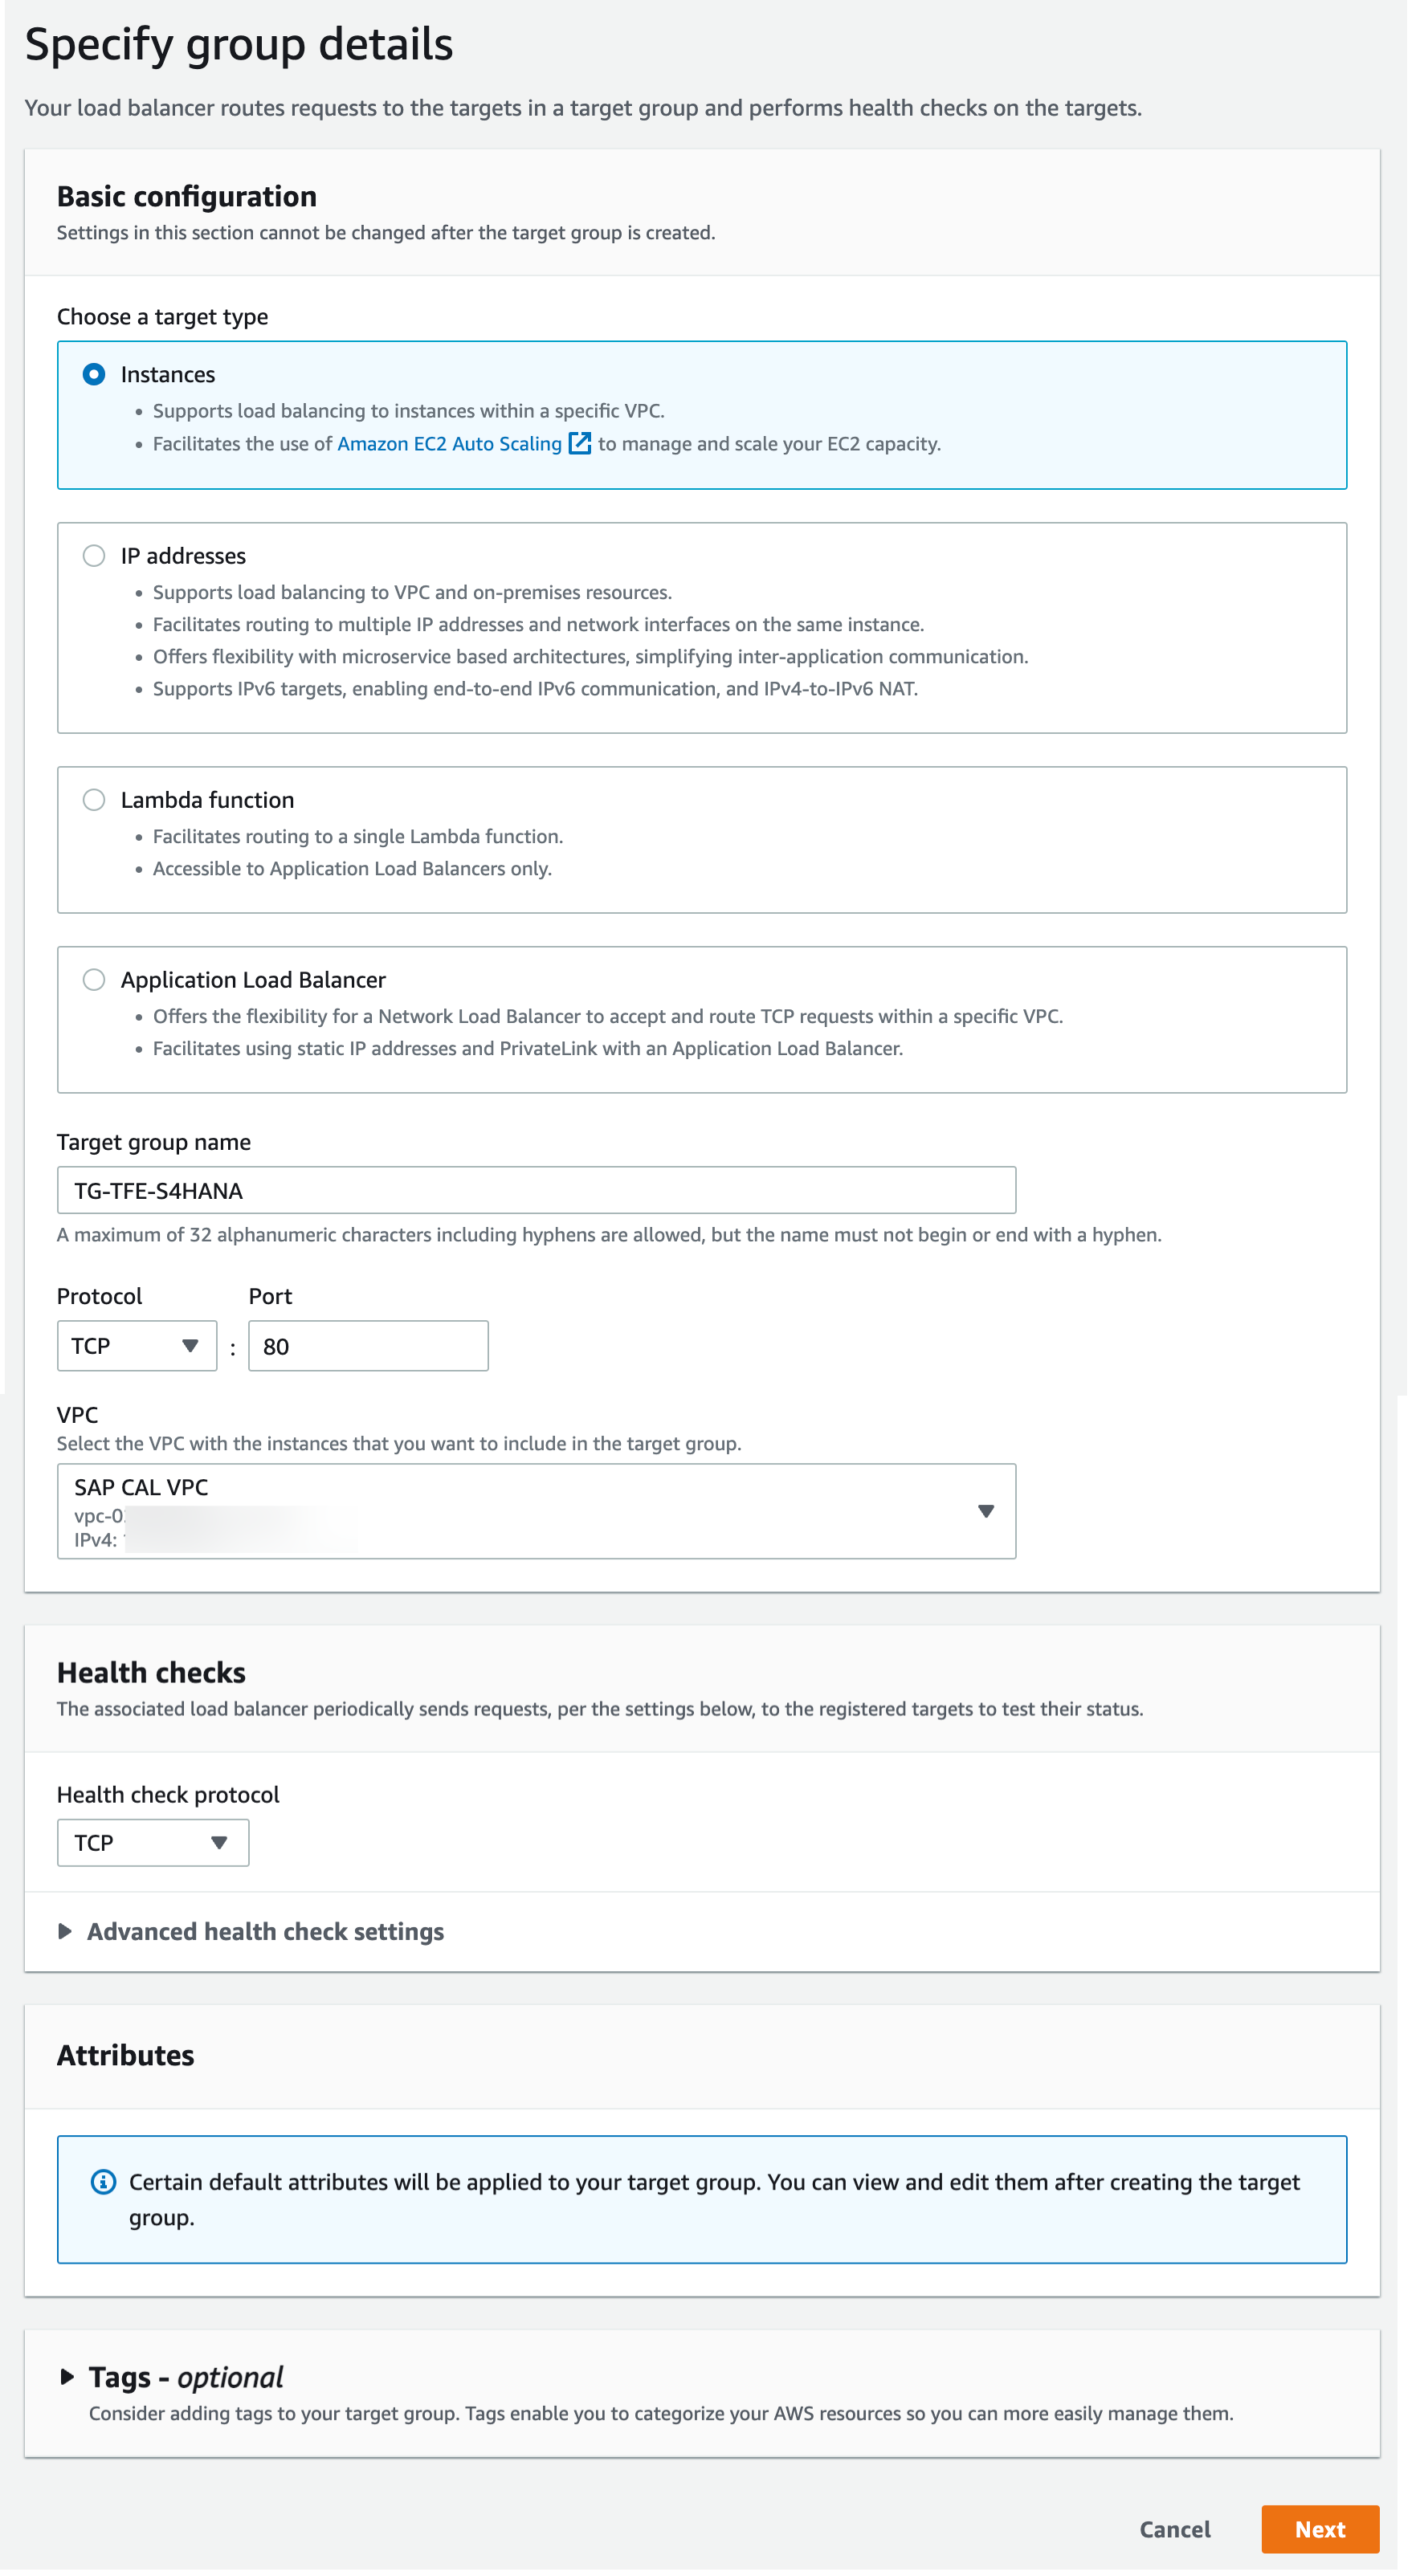 Specify group details
Your load balancer routes requests to the targets in a target group and performs health checks on the targets.
Basic configuration
Settings in this section cannot be changed after the target group is created.
Choose a target type
Instances
• Supports load balancing to instances within a specific VPC.
• Facilitates the use of Amazon EC2 Auto Scaling to manage and scale your EC2 capacity.
IP addresses
• Supports load balancing to VPC and on-premises resources.
• Facilitates routing to multiple IP addresses and network interfaces on the same instance.
• Offers flexibility with microservice based architectures, simplifying inter-application communication.
• Supports IPv6 targets, enabling end-to-end IPv6 communication, and IPv4-to-IPv6 NAT.
Lambda function
• Facilitates routing to a single Lambda function.
• Accessible to Application Load Balancers only.
Application Load Balancer
• Offers the flexibility for a Network Load Balancer to accept and route TCP requests within a specific VPC.
• Facilitates using static IP addresses and PrivateLink with an Application Load Balancer.
Target group name
TG-TFE-S4HANA
A maximum of 32 alphanumeric characters including hyphens are allowed, but the name must not begin or end with a hyphen.
Protocol Port
TCP : 80
VPC
Select the VPC with the instances that you want to include in the target group.
SAP CAL VPC
vpc-0
IPv4:
Health checks
The associated load balancer periodically sends requests, per the settings below, to the registered targets to test their status.
Health check protocol
TCP
Advanced health check settings
Attributes
Certain default attributes will be applied to your target group. You can view and edit them after creating the target
group.
Tags - optional
Consider adding tags to your target group. Tags enable you to categorize your AWS resources so you can more easily manage them.
Cancel Next